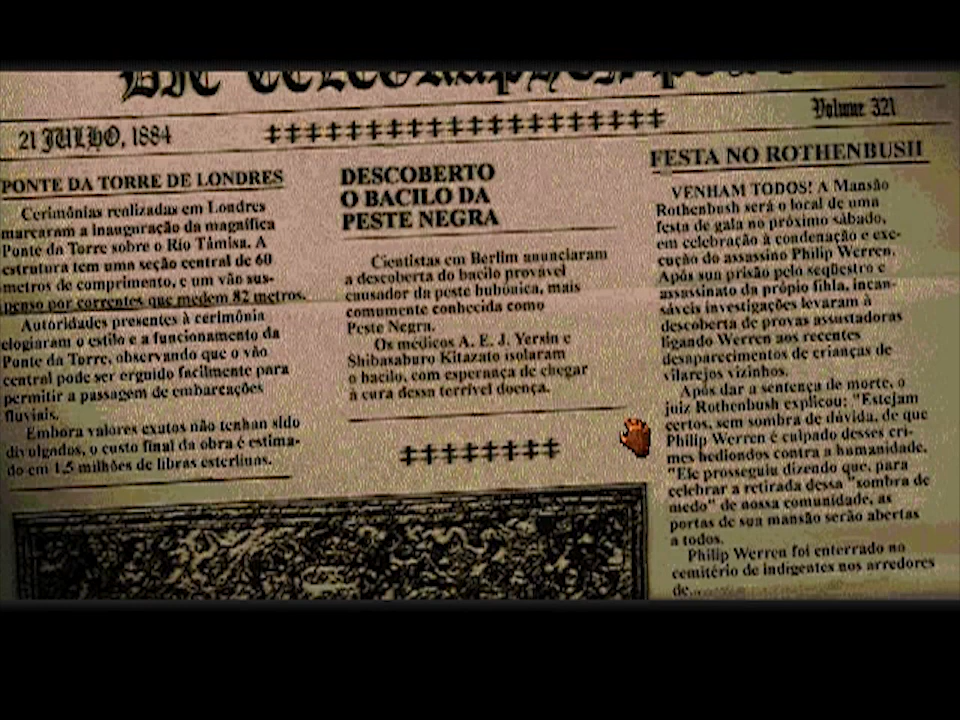 21 JULHO, 1884
Volume 321
PONTE DA TORRE DE LONDRES
Cerimônias realizadas em Londres
marcaram a inauguração da magnífica
Ponte da Torre sobre o Rio Tâmisa. A
estrutura tem uma seção central de 60
metros de comprimento, e um vão sus-
penso por correntes que medem 82 metros.
Autoridades presentes à cerimônia
elogiaram o estilo e a funcionamento da
Ponte da Torre, observando que o vão
central pode ser erguido facilmente para
permitir a passagem de embarcações
fluviais.
Embora valores exatos não tenham sido
divulgados, o custo final da obra é estima-
do em 1,5 milhões de libras esterlinas.
DESCOBERTO
O BACILO DA
PESTE NEGRA
Cientistas em Berlim anunciaram
a descoberta do bacilo provável
causador da peste bubônica, mais
comumente conhecida como
Peste Negra.
Os médicos A. E. J. Yersin e
Shibasaburo Kitazato isolaram
o bacilo, com esperança de chegar
à cura dessa terrível doença.
FESTA NO ROTHENBUSH
VENHAM TODOS! A Mansão
Rothenbush será o local de uma
festa de gala no próximo sábado,
em celebração à condenação e exe-
cução do assassino Philip Werren.
Após sua prisão pelo seqüestro e
assassinato da própio fihla, incan-
sáveis investigações levaram à
descoberta de provas assustadoras
ligando Werren aos recentes
desaparecimentos de crianças de
vilarejos vizinhos.
Após dar a sentença de morte, o
juiz Rothenbush explicou: "Estejam
certos, sem sombra de dúvida, de que
Philip Werren é culpado desses cri-
mes hediondos contra a humanidade.
"Ele prosseguiu dizendo que, para
celebrar a retirada dessa "sombra de
medo" de nossa comunidade, as
portas de sua mansão serão abertas
a todos.
Philip Werren foi enterrado no
cemitério de indigentes nos arredores
de...